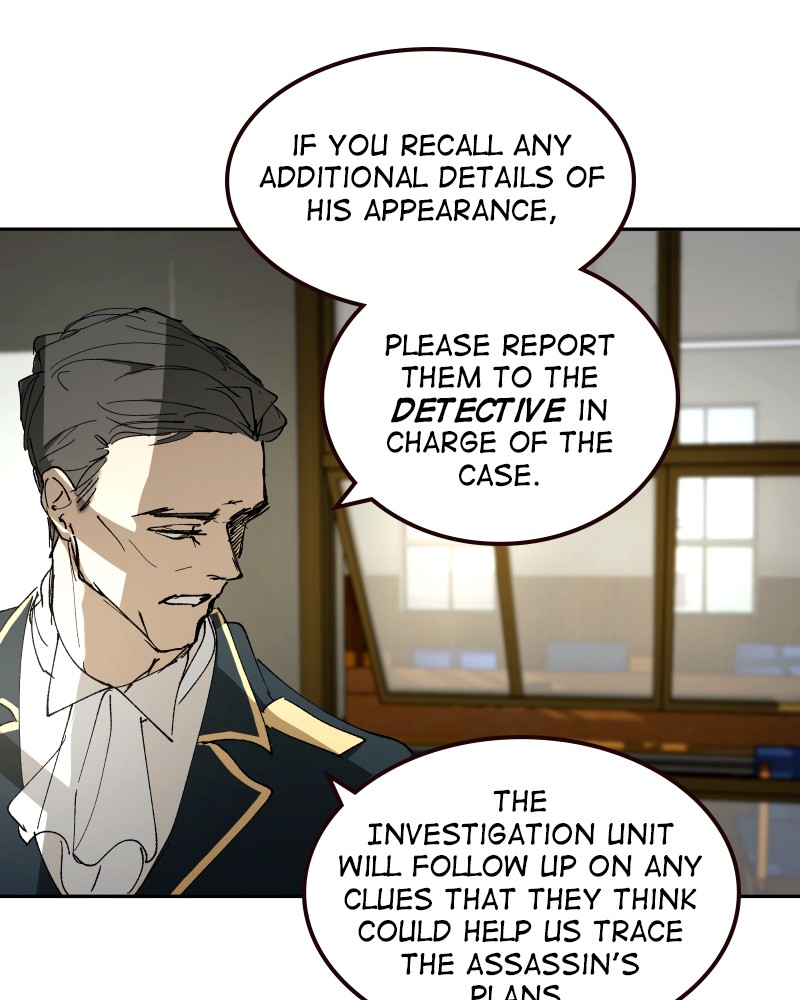 IF YOU RECALL ANY
ADDITIONAL DETAILS OF
HIS APPEARANCE,
PLEASE REPORT
THEM TO THE
DETECTIVE IN
CHARGE OF THE
CASE.
THE
INVESTIGATION UNIT
WILL FOLLOW UP ON ANY
CLUES THAT THEY THINK
COULD HELP US TRACE
THE ASSASSIN'S
PLANS